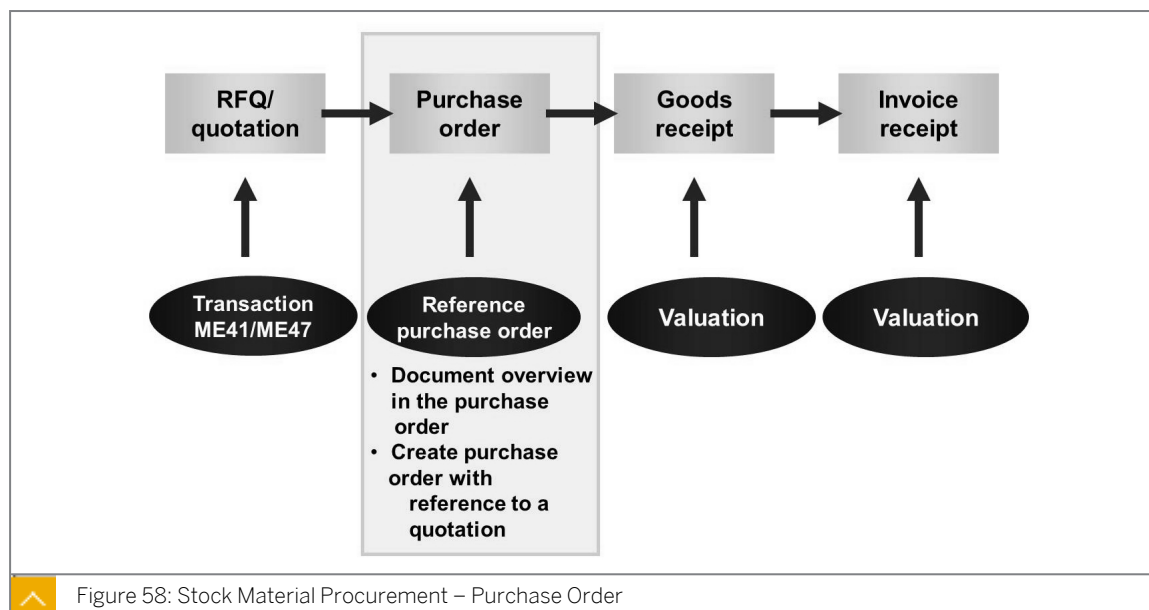 RFQ/
quotation
Purchase
order
Goods
receipt
Invoice
receipt
Transaction
ME41/ME47
Reference
purchase order
Valuation
Valuation
• Document overview
in the purchase
order
• Create purchase
order with
reference to a
quotation
Figure 58: Stock Material Procurement – Purchase Order